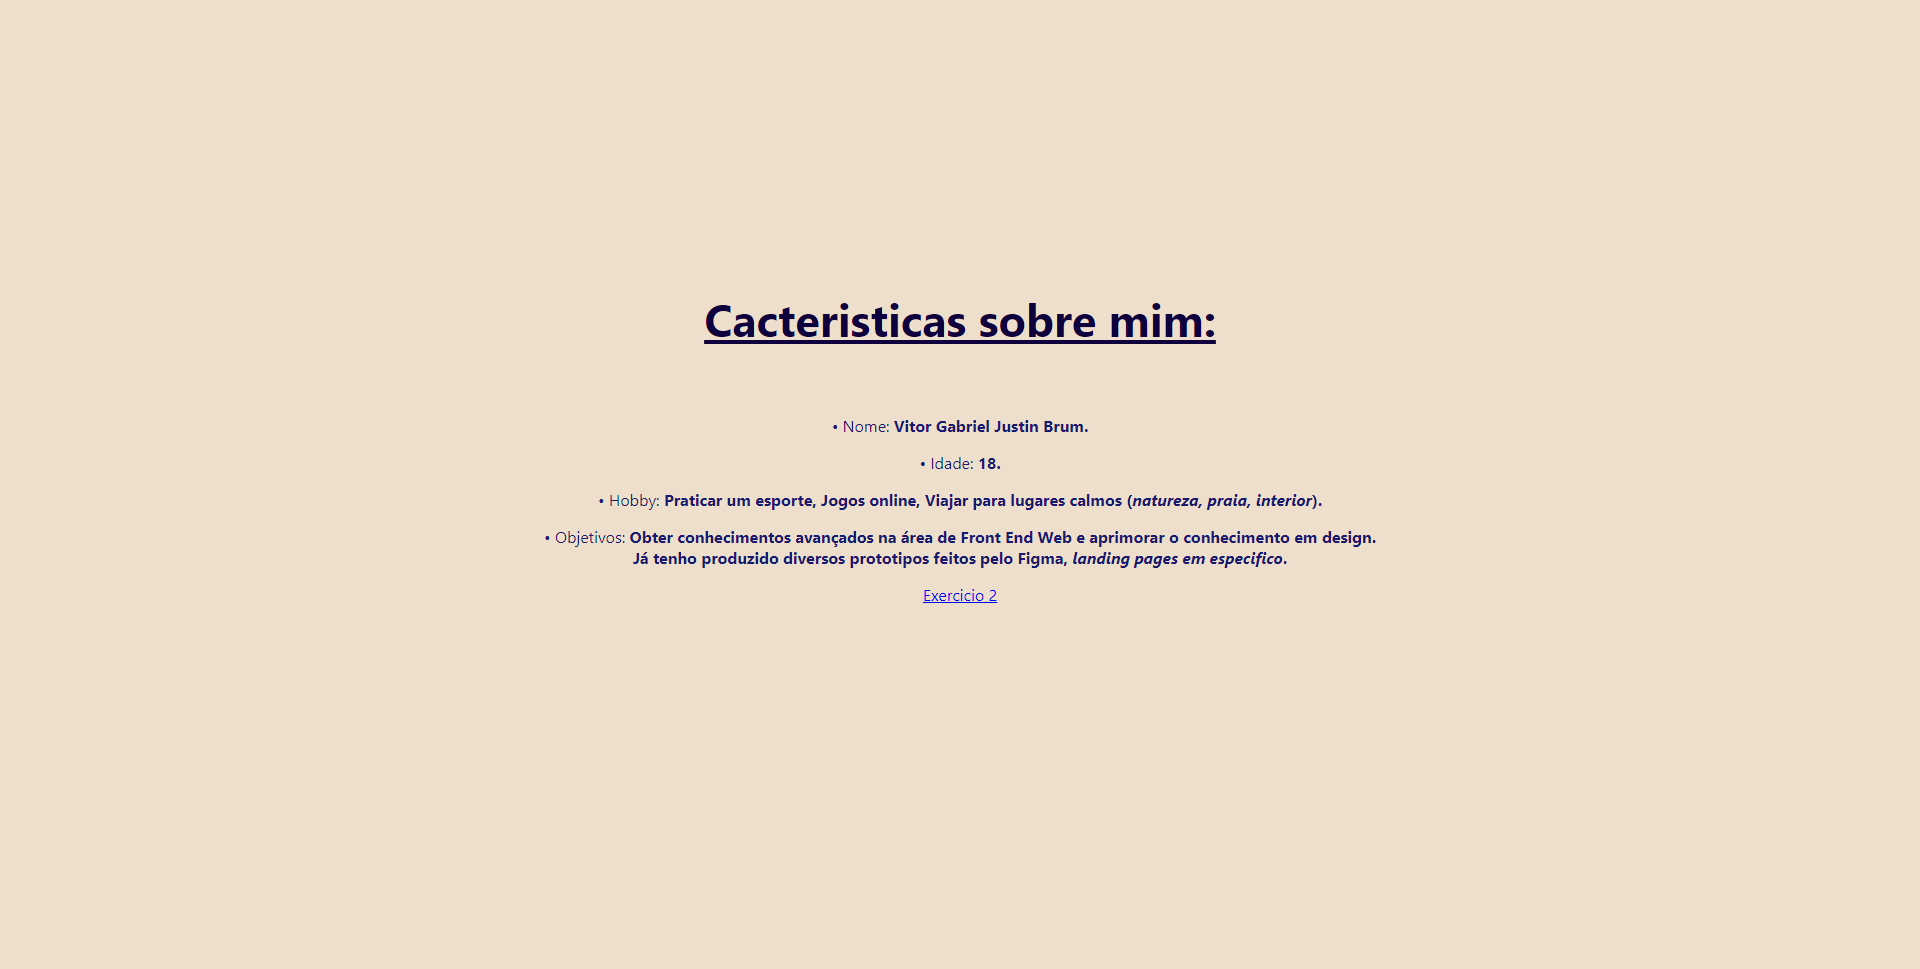 Cacteristicas sobre mim:
• Nome: Vitor Gabriel Justin Brum.
• Idade: 18.
• Hobby: Praticar um esporte, Jogos online, Viajar para lugares calmos (natureza, praia, interior).
• Objetivos: Obter conhecimentos avançados na área de Front End Web e aprimorar o conhecimento em design.
Já tenho produzido diversos prototipos feitos pelo Figma, landing pages em especifico.
Exercicio 2